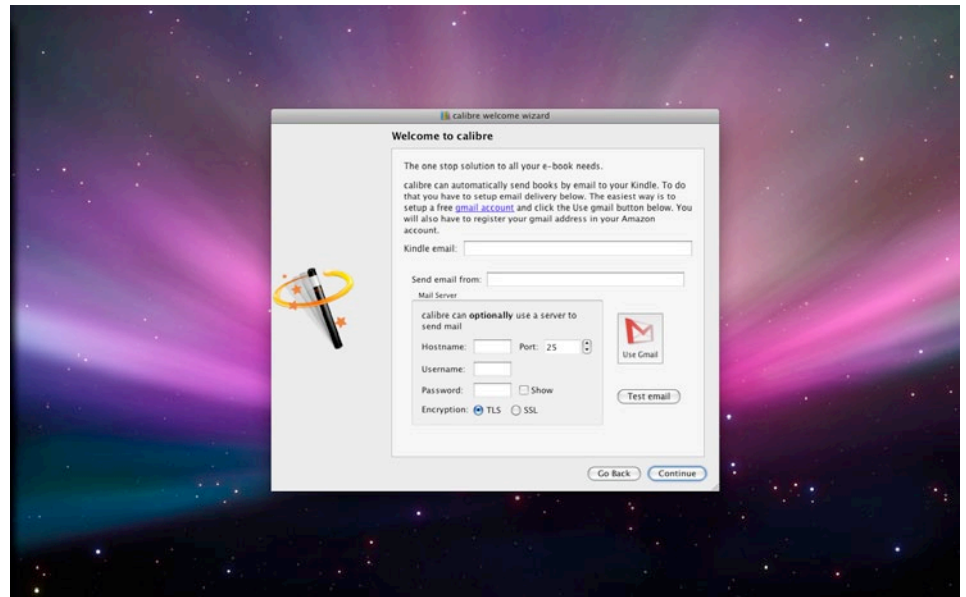 calibre welcome wizard
Welcome to calibre
The one stop solution to all your e-book needs.
calibre can automatically send books by email to your Kindle. To do
that you have to setup email delivery below. The easiest way is to
setup a free gmail account and click the Use gmail button below. You
will also have to register your gmail address in your Amazon
account.
Kindle email:
Send email from:
Mail Server
calibre can optionally use a server to
send mail
Hostname: Port: 25
Use Gmail
Username:
Password: Show
Test email
Encryption: TLS SSL
Go Back Continue